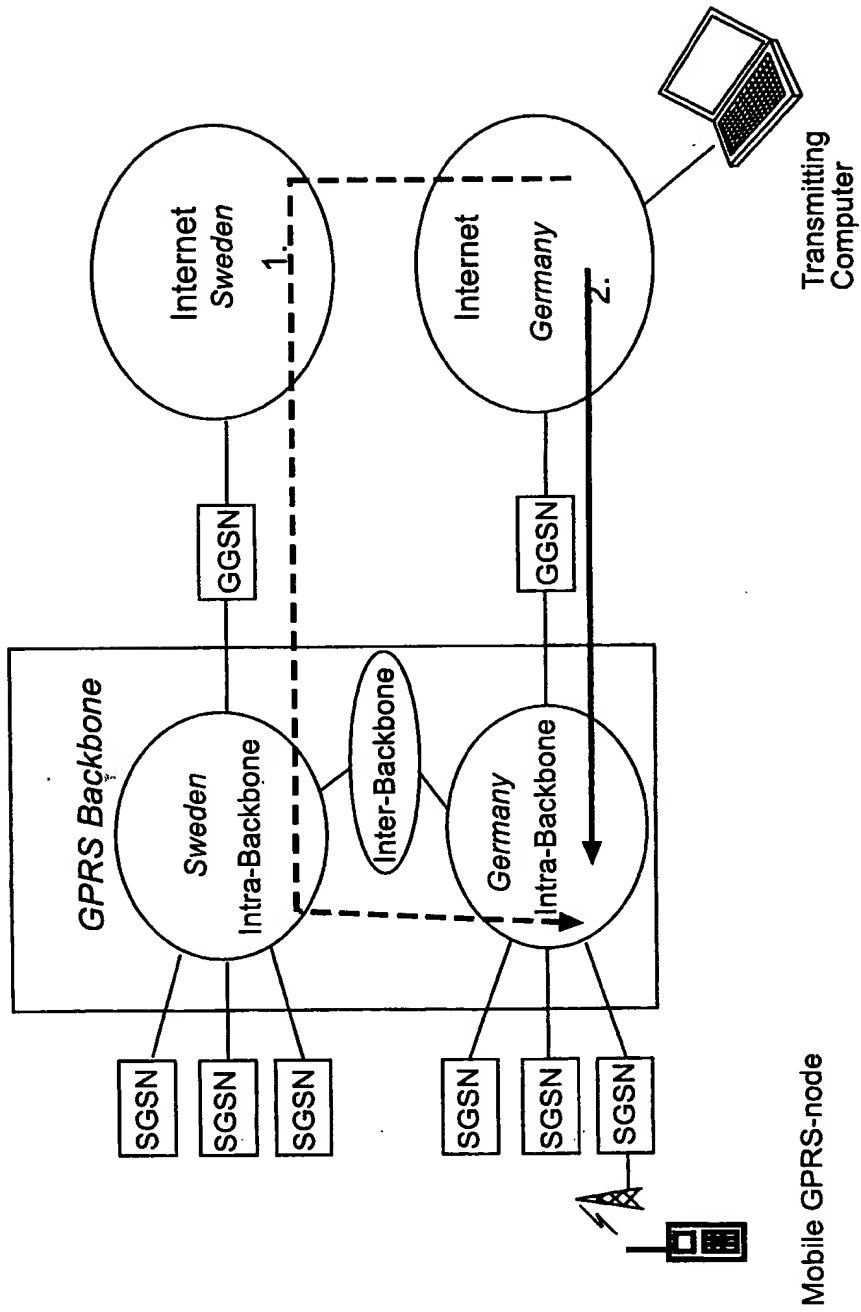 GPRS Backbone
SGSN
SGSN
SGSN
Sweden
Intra-Backbone
GGSN
Internet
Sweden
1.
Inter-Backbone
SGSN
SGSN
SGSN
Germany
Intra-Backbone
GGSN
Internet
Germany
2.
Mobile GPRS-node
Transmitting
Computer